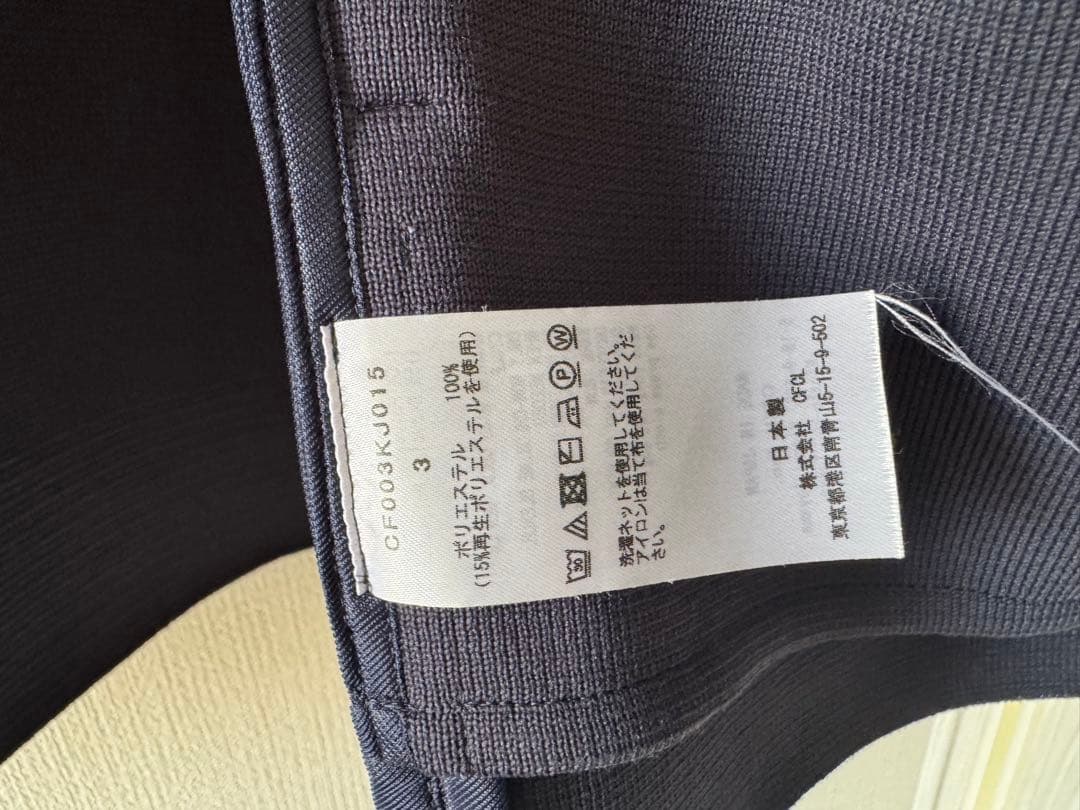 CF003KJ015
3
ポリエステル 100%
(15%再生ポリエステルを使用)
30
P W
洗濯ネットを使用してください。
アイロンは当て布を使用してくだ
さい。
日本製
株式会社 CFCL
東京都港区南青山5-15-9-602